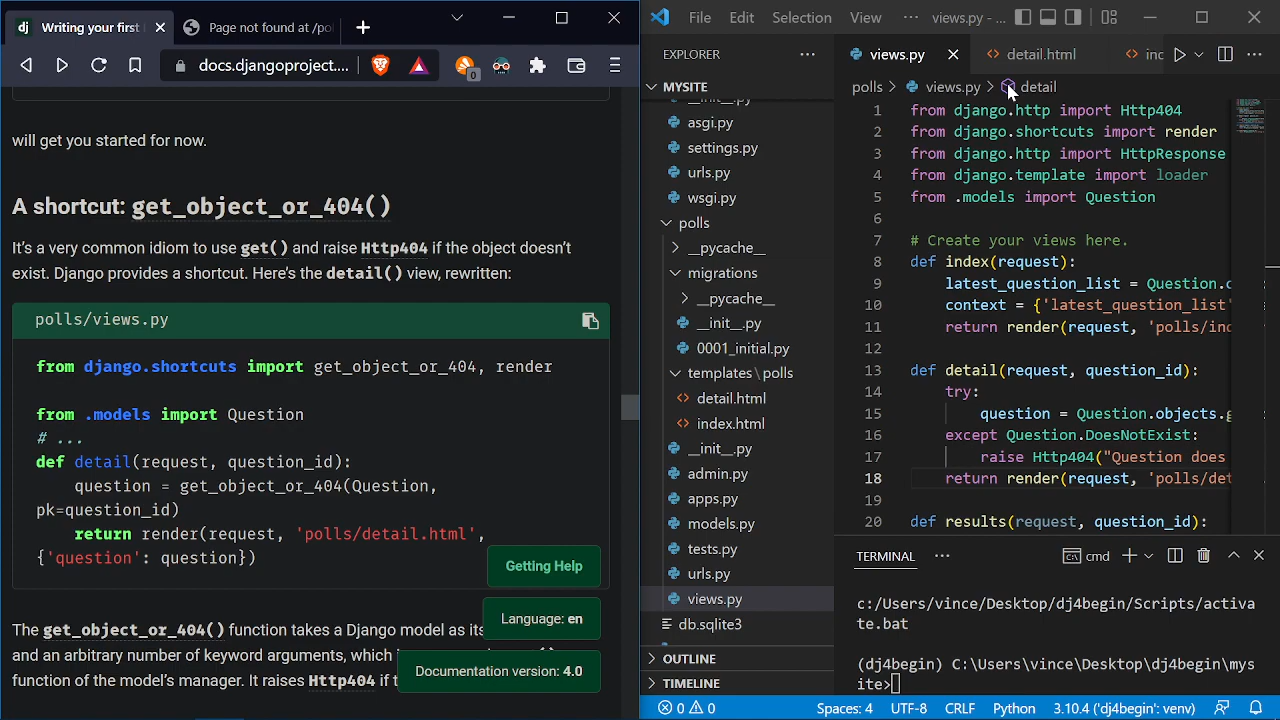 dj Writing your first
Page not found at /pol
docs.djangoproject....
0
will get you started for now.
A shortcut: get_object_or_404()
It’s a very common idiom to use get() and raise Http404 if the object doesn’t
exist. Django provides a shortcut. Here’s the detail() view, rewritten:
polls/views.py
from django.shortcuts import get_object_or_404, render
from .models import Question
# ...
def detail(request, question_id):
question = get_object_or_404(Question,
pk=question_id)
return render(request, 'polls/detail.html',
{'question': question})
Getting Help
Language: en
Documentation version: 4.0
The get_object_or_404() function takes a Django model as its
and an arbitrary number of keyword arguments, which
function of the model’s manager. It raises Http404 if
File Edit Selection View ··· views.py - ...
EXPLORER ···
MYSITE
__init__.py
asgi.py
settings.py
urls.py
wsgi.py
polls
__pycache__
migrations
__pycache__
__init__.py
0001_initial.py
templates\polls
detail.html
index.html
__init__.py
admin.py
apps.py
models.py
tests.py
urls.py
views.py
db.sqlite3
OUTLINE
TIMELINE
views.py
detail.html
inc
polls > views.py > detail
1 from django.http import Http404
2 from django.shortcuts import render
3 from django.http import HttpResponse
4 from django.template import loader
5 from .models import Question
6
7 # Create your views here.
8 def index(request):
9 latest_question_list = Question.o
10 context = {'latest_question_list'
11 return render(request, 'polls/inc
12
13 def detail(request, question_id):
14 try:
15 question = Question.objects.g
16 except Question.DoesNotExist:
17 raise Http404("Question does
18 return render(request, 'polls/det
19
20 def results(request, question_id):
TERMINAL ··· cmd
c:/Users/vince/Desktop/dj4begin/Scripts/activa
te.bat
(dj4begin) C:\Users\vince\Desktop\dj4begin\mys
ite>
0 0 Spaces: 4 UTF-8 CRLF Python 3.10.4 ('dj4begin': venv)